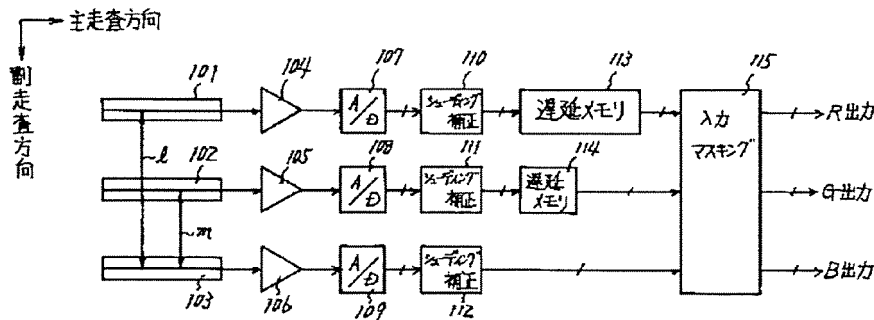 主走査方向
副走査方向
101
104
107
110
113
115
A/D
シェーディング
補正
遅延メモリ
入力
マスキング
R出力
l
102
105
108
111
114
A/D
シェーディング
補正
遅延
メモリ
G出力
m
103
106
A/D
109
シェーディング
補正
112
B出力